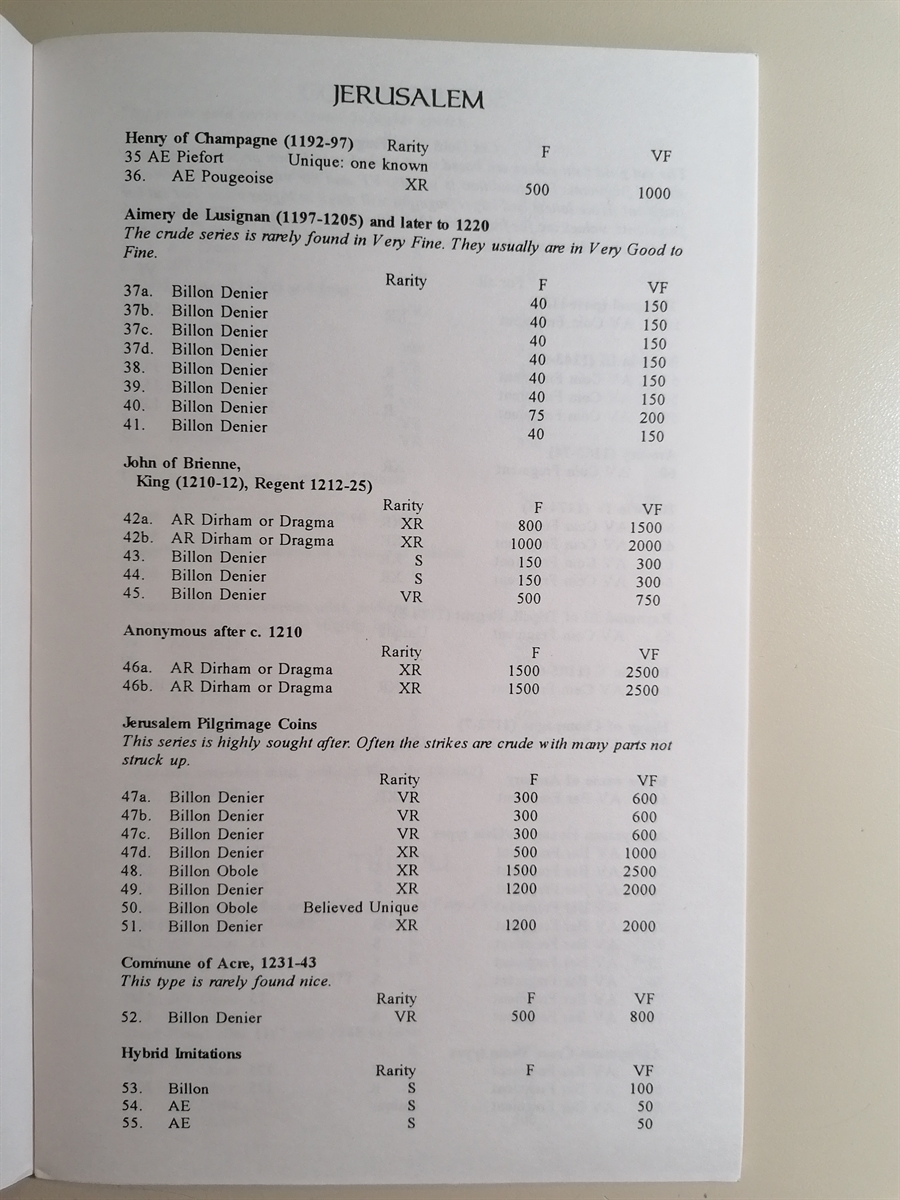 JERUSALEM
Henry of Champagne (1192-97) Rarity F VF
35 AE Piefort Unique: one known
36. AE Pougeoise XR 500 1000
Aimery de Lusignan (1197-1205) and later to 1220
The crude series is rarely found in Very Fine. They usually are in Very Good to
Fine.
Rarity F VF
37a. Billon Denier 40 150
37b. Billon Denier 40 150
37c. Billon Denier 40 150
37d. Billon Denier 40 150
38. Billon Denier 40 150
39. Billon Denier 40 150
40. Billon Denier 75 200
41. Billon Denier 40 150
John of Brienne,
King (1210-12), Regent 1212-25)
Rarity F VF
42a. AR Dirham or Dragma XR 800 1500
42b. AR Dirham or Dragma XR 1000 2000
43. Billon Denier S 150 300
44. Billon Denier S 150 300
45. Billon Denier VR 500 750
Anonymous after c. 1210
Rarity F VF
46a. AR Dirham or Dragma XR 1500 2500
46b. AR Dirham or Dragma XR 1500 2500
Jerusalem Pilgrimage Coins
This series is highly sought after. Often the strikes are crude with many parts not
struck up.
Rarity F VF
47a. Billon Denier VR 300 600
47b. Billon Denier VR 300 600
47c. Billon Denier VR 300 600
47d. Billon Denier XR 500 1000
48. Billon Obole XR 1500 2500
49. Billon Denier XR 1200 2000
50. Billon Obole Believed Unique
51. Billon Denier XR 1200 2000
Commune of Acre, 1231-43
This type is rarely found nice.
Rarity F VF
52. Billon Denier VR 500 800
Hybrid Imitations
Rarity F VF
53. Billon S 100
54. AE S 50
55. AE S 50